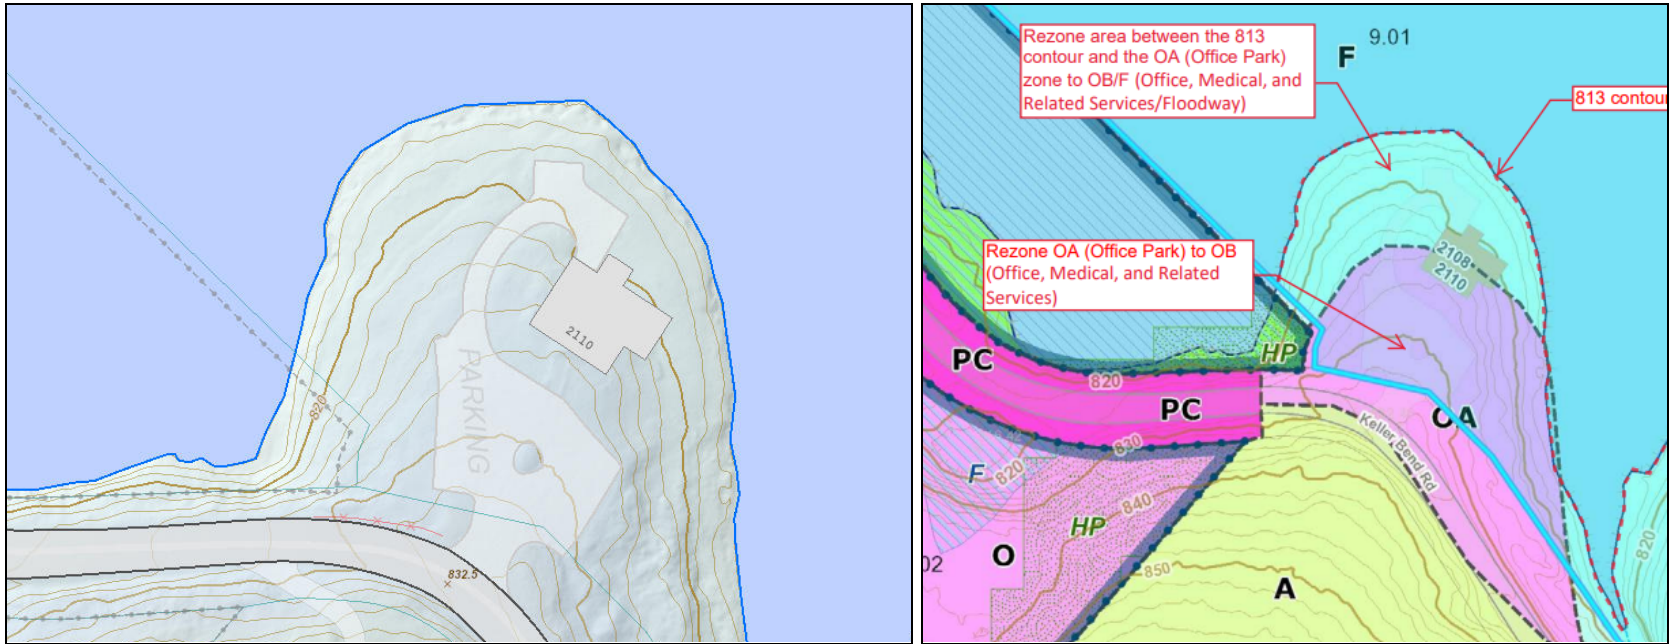 820
2110
PARKING
832.5
Rezone area between the 813
contour and the OA (Office Park)
zone to OB/F (Office, Medical, and
Related Services/Floodway)
F
9.01
813 contour
Rezone OA (Office Park) to OB
(Office, Medical, and Related
Services)
2108
2110
PC
HP
820
PC
OA
Keller Bend Rd
830
F
820
840
HP
O
02
850
A
820